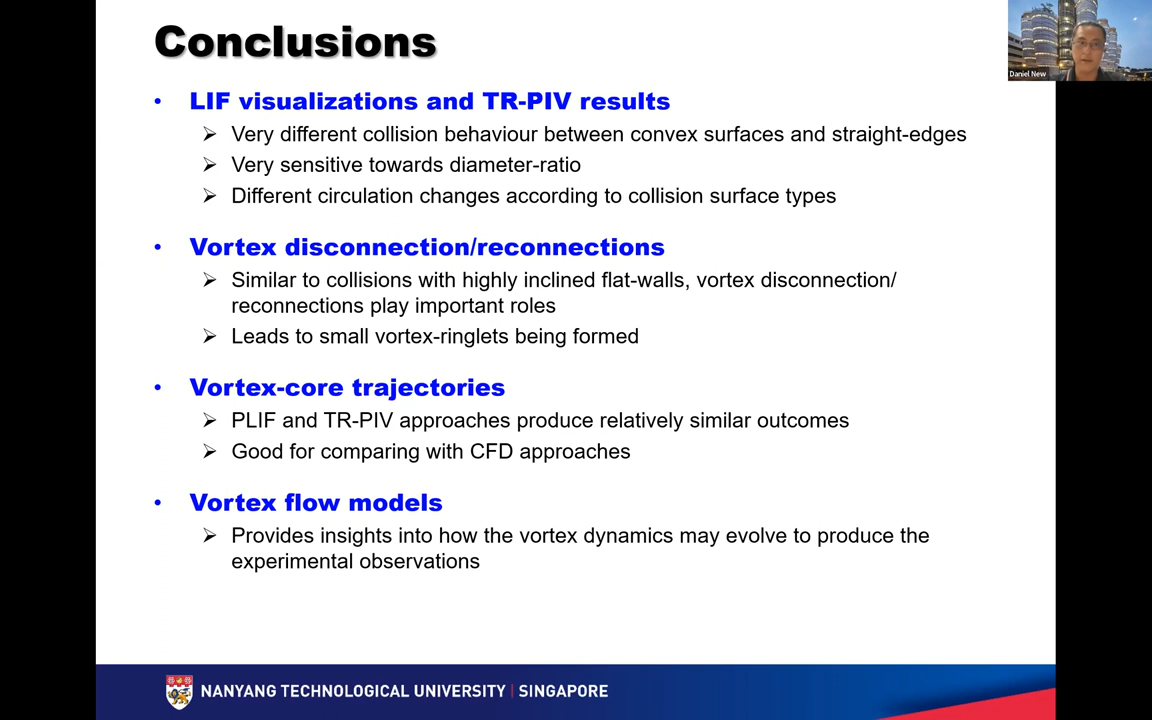 Conclusions
Daniel New
• LIF visualizations and TR-PIV results
➢ Very different collision behaviour between convex surfaces and straight-edges
➢ Very sensitive towards diameter-ratio
➢ Different circulation changes according to collision surface types
• Vortex disconnection/reconnections
➢ Similar to collisions with highly inclined flat-walls, vortex disconnection/
reconnections play important roles
➢ Leads to small vortex-ringlets being formed
• Vortex-core trajectories
➢ PLIF and TR-PIV approaches produce relatively similar outcomes
➢ Good for comparing with CFD approaches
• Vortex flow models
➢ Provides insights into how the vortex dynamics may evolve to produce the
experimental observations
NANYANG TECHNOLOGICAL UNIVERSITY | SINGAPORE